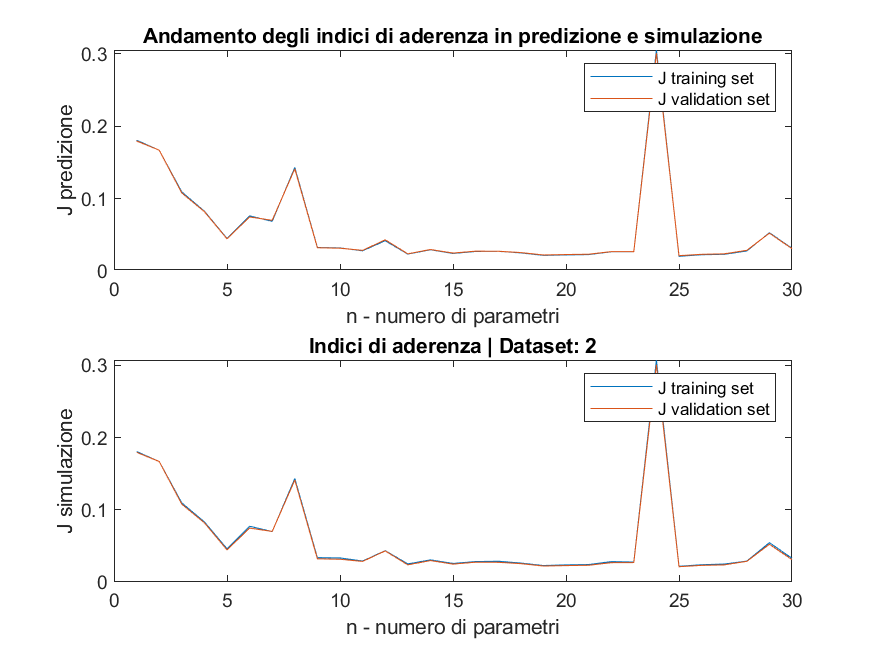 Andamento degli indici di aderenza in predizione e simulazione
J predizione
0.3
0.2
0.1
0
J training set
J validation set
0 5 10 15 20 25 30
n - numero di parametri
Indici di aderenza | Dataset: 2
J simulazione
0.3
0.2
0.1
0
J training set
J validation set
0 5 10 15 20 25 30
n - numero di parametri